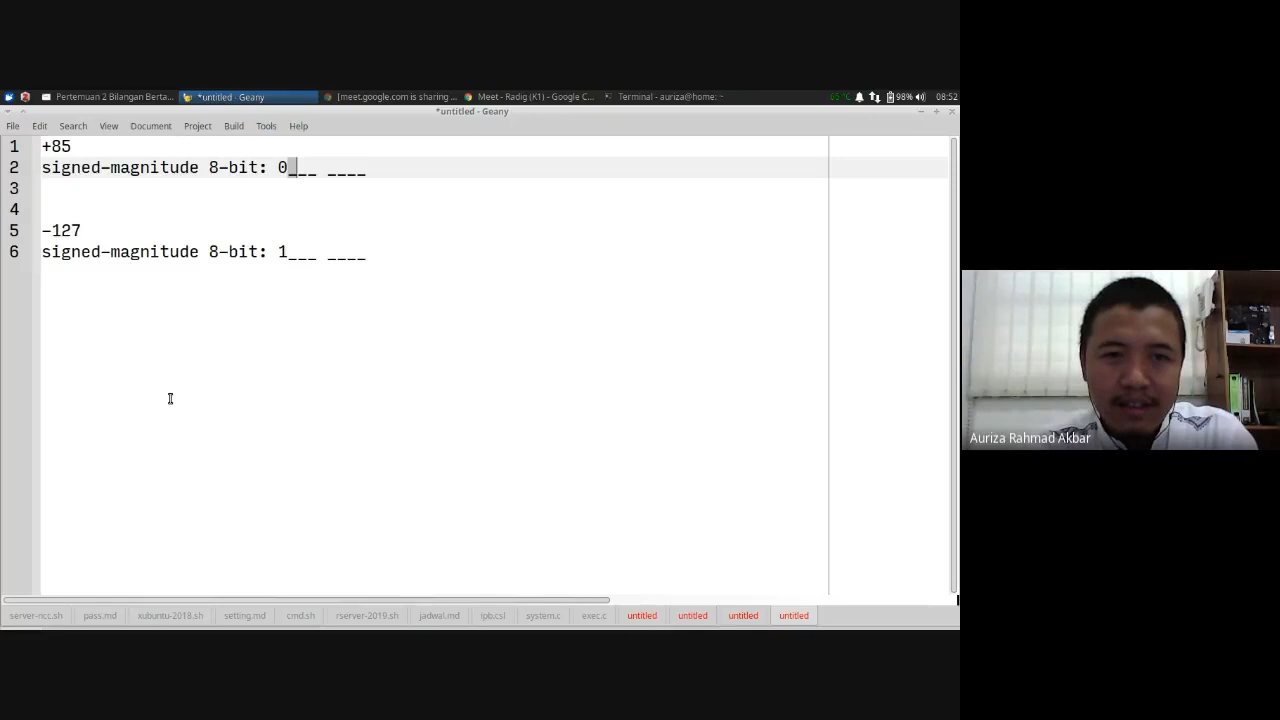 Pertemuan 2 Bilangan Berta...
*untitled - Geany
[meet.google.com is sharing ...
Meet - Radig (K1) - Google C...
Terminal - auriza@home: ~
65°C
98%
08:52
*untitled - Geany
File Edit Search Document View Project Build Tools Help
1 +85
2 signed-magnitude 8-bit: 0___ ____
3
4
5 -127
6 signed-magnitude 8-bit: 1___ ____
Auriza Rahmad Akbar
server-ncc.sh pass.md xubuntu-2018.sh setting.md cmd.sh rserver-2019.sh jadwal.md ipb.csl system.c exec.c untitled untitled untitled untitled